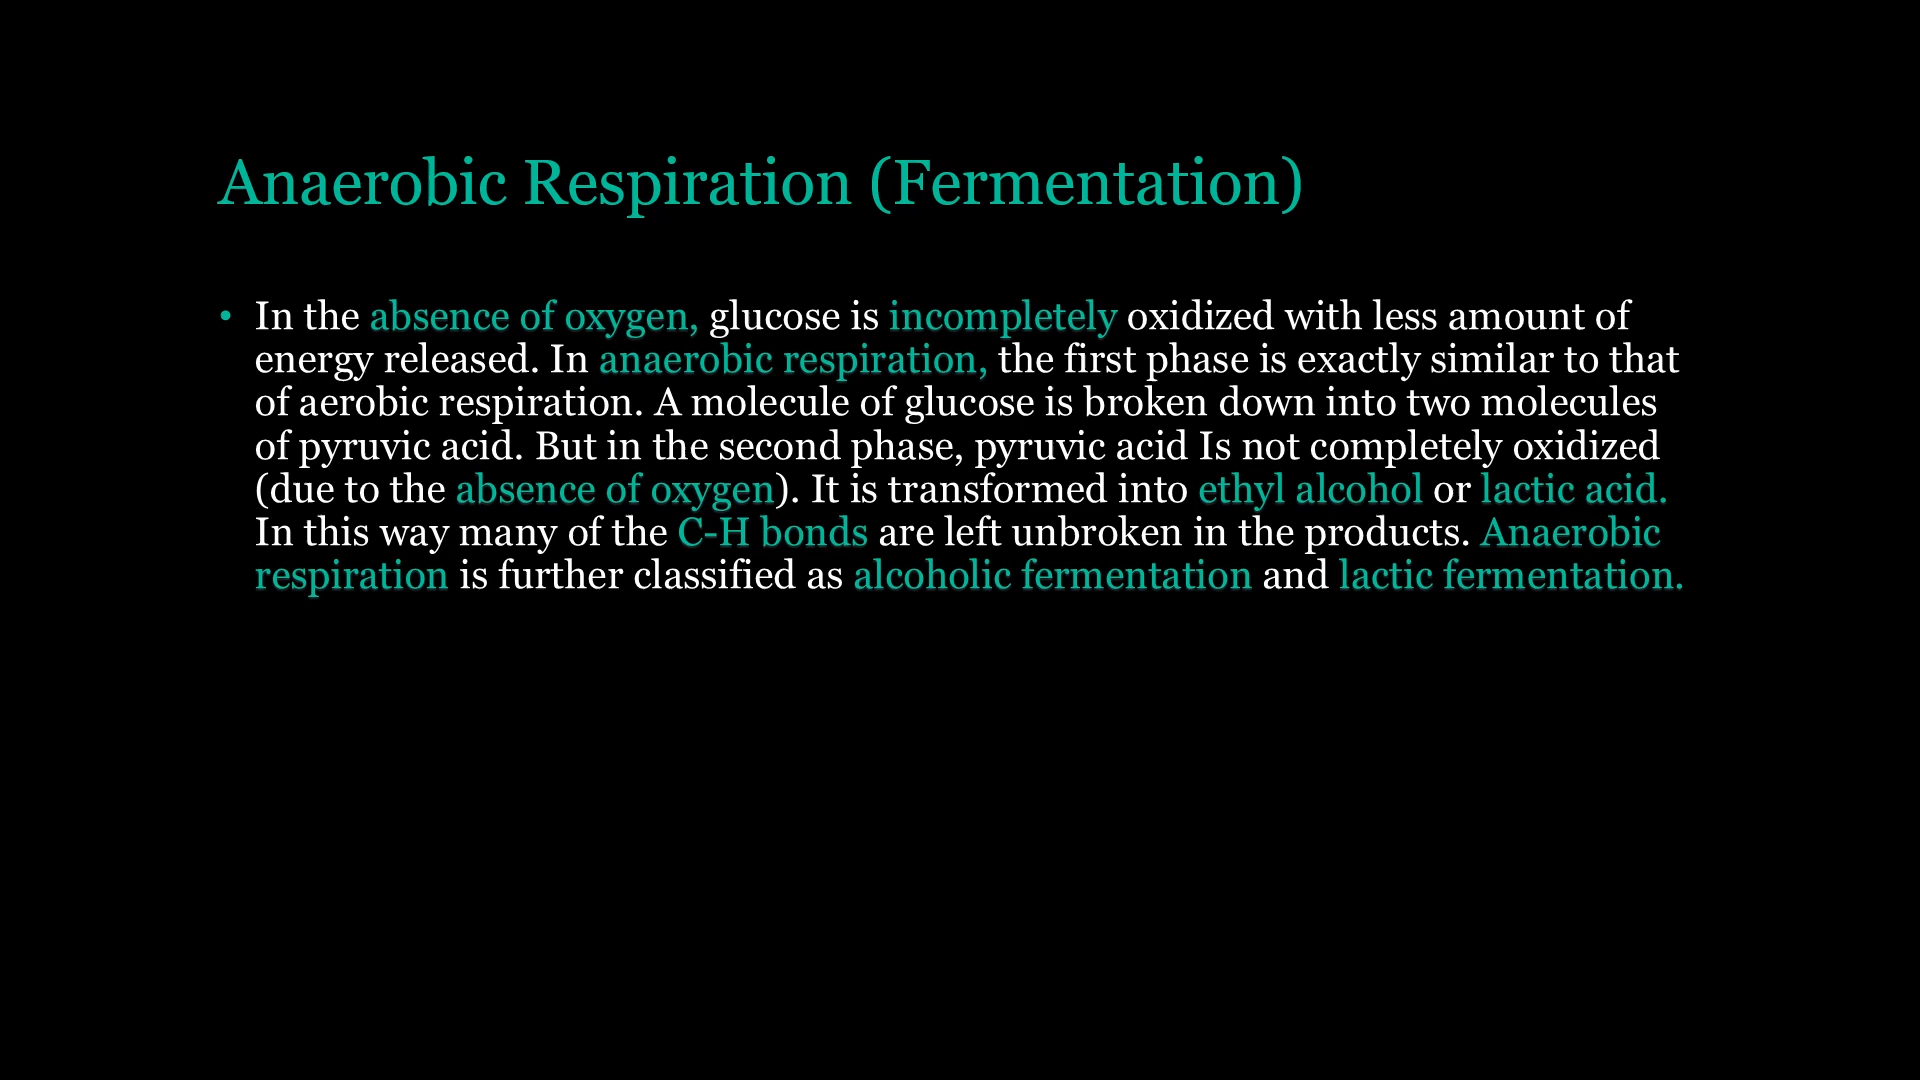 Anaerobic Respiration (Fermentation)
• In the absence of oxygen, glucose is incompletely oxidized with less amount of
energy released. In anaerobic respiration, the first phase is exactly similar to that
of aerobic respiration. A molecule of glucose is broken down into two molecules
of pyruvic acid. But in the second phase, pyruvic acid Is not completely oxidized
(due to the absence of oxygen). It is transformed into ethyl alcohol or lactic acid.
In this way many of the C-H bonds are left unbroken in the products. Anaerobic
respiration is further classified as alcoholic fermentation and lactic fermentation.